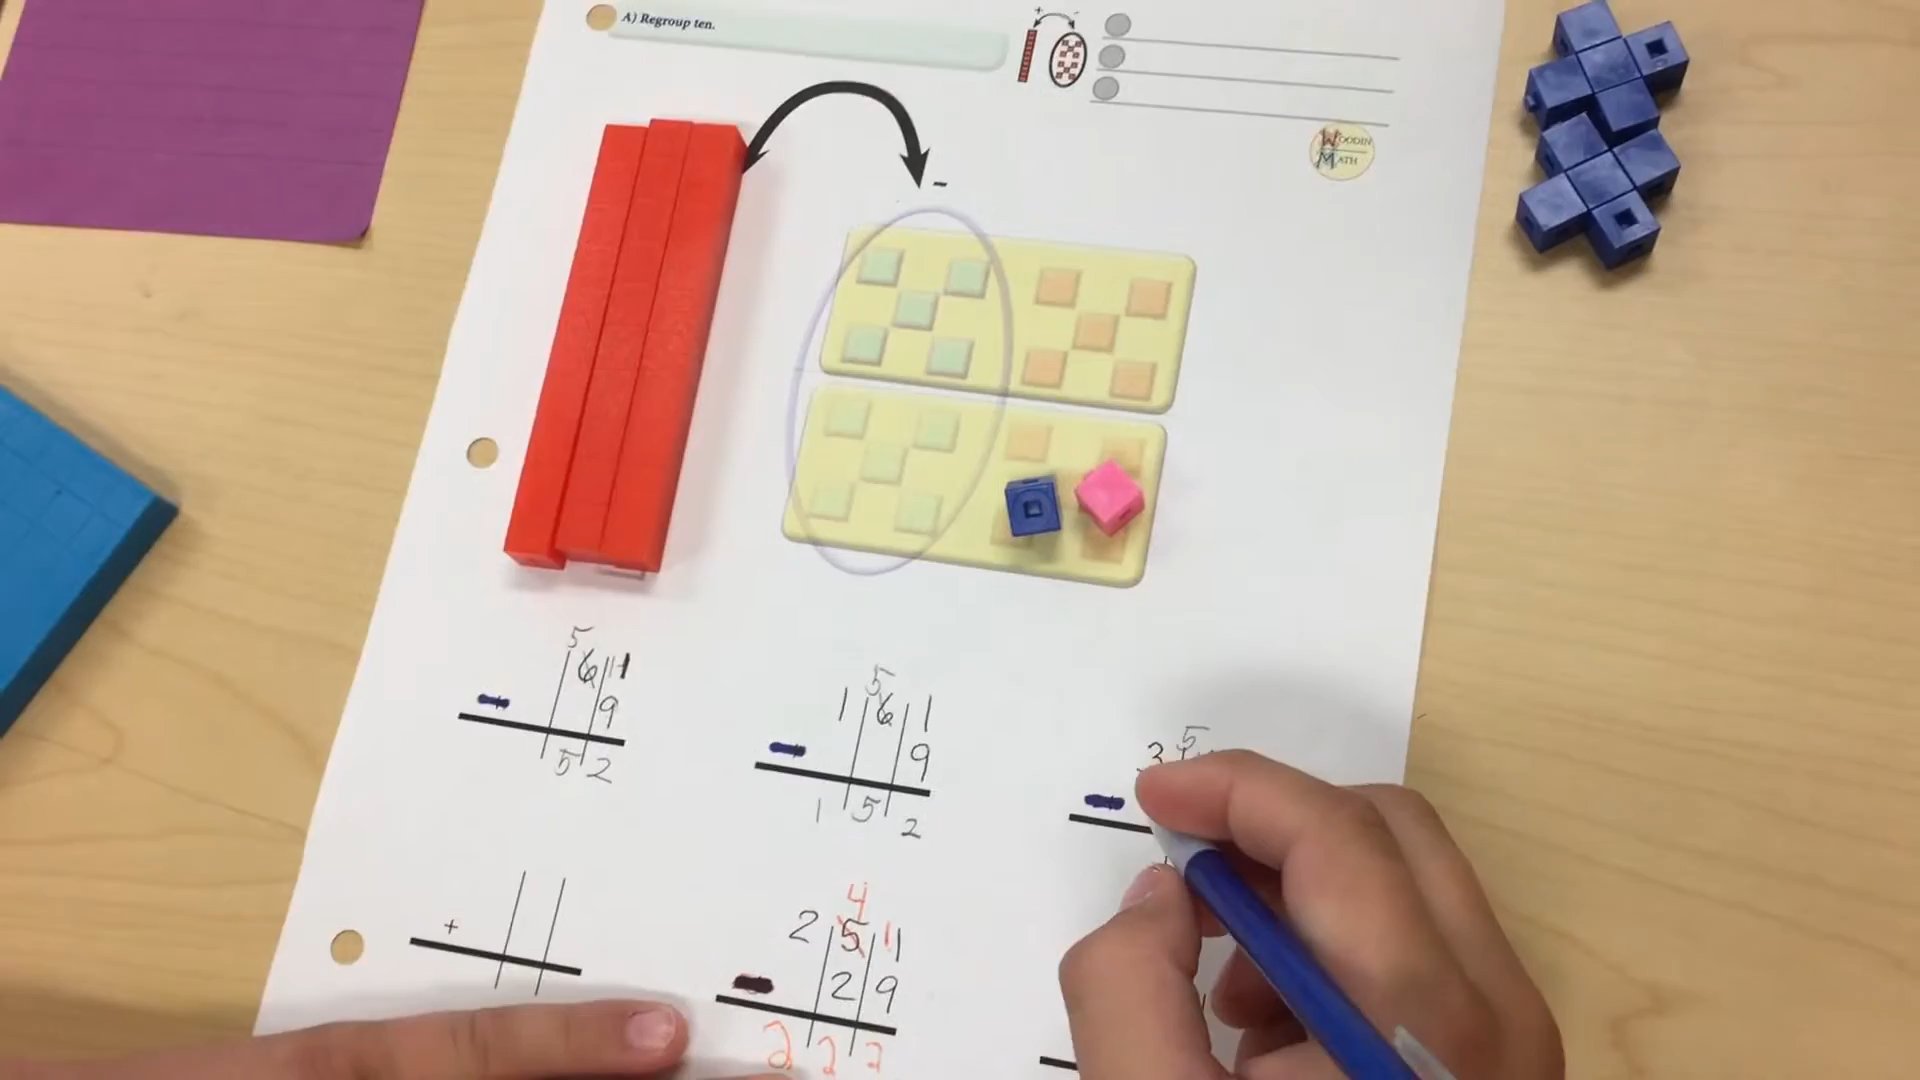 A) Regroup ten.
+ -
WOODIN
MATH
-
5
6 11
- 9
5 2
5
1 6 1
- 9
1 5 2
5
3
-
+
4
2 5 11
- 2 9
2 2 2